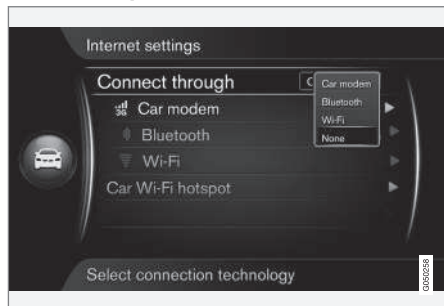 Internet settings
Connect through
Car modem
Bluetooth
Wi-Fi
None
3G Car modem
Bluetooth
Wi-Fi
Car Wi-Fi hotspot
Select connection technology
G050258